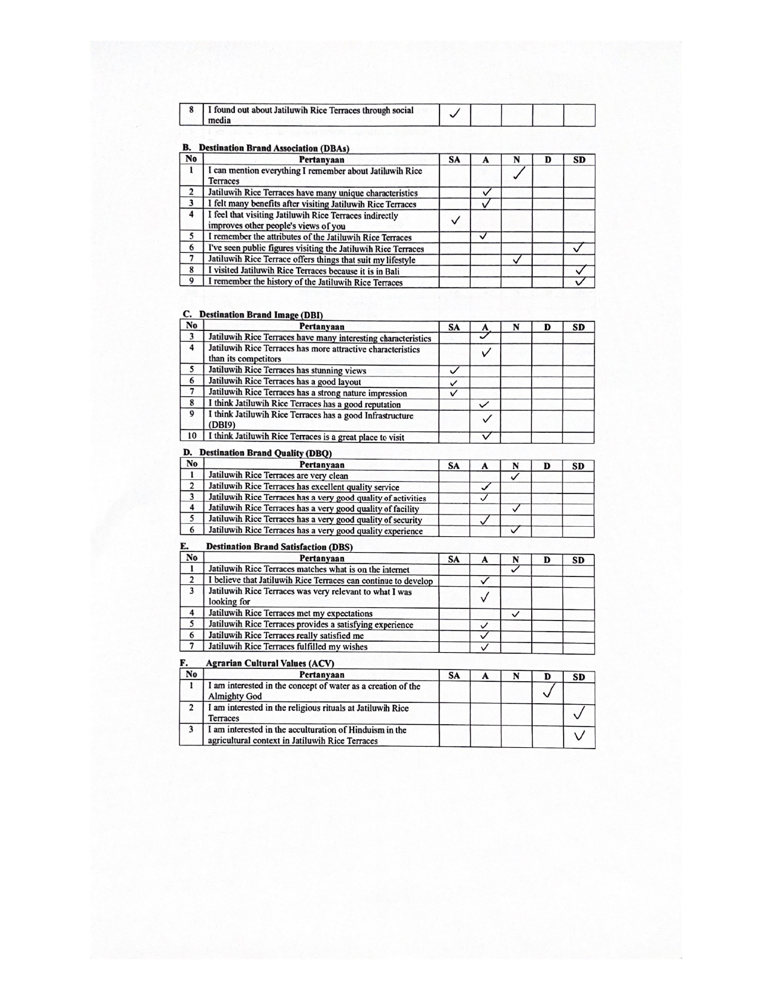 8 I found out about Jatiluwih Rice Terraces through social ✓
media
B. Destination Brand Association (DBAs)
No Pertanyaan SA A N D SD
1 I can mention everything I remember about Jatiluwih Rice ✓
Terraces
2 Jatiluwih Rice Terraces have many unique characteristics ✓
3 I felt many benefits after visiting Jatiluwih Rice Terraces ✓
4 I feel that visiting Jatiluwih Rice Terraces indirectly ✓
improves other people's views of you
5 I remember the attributes of the Jatiluwih Rice Terraces ✓
6 I've seen public figures visiting the Jatiluwih Rice Terraces ✓
7 Jatiluwih Rice Terrace offers things that suit my lifestyle ✓
8 I visited Jatiluwih Rice Terraces because it is in Bali ✓
9 I remember the history of the Jatiluwih Rice Terraces ✓
C. Destination Brand Image (DBI)
No Pertanyaan SA A N D SD
3 Jatiluwih Rice Terraces have many interesting characteristics ✓
4 Jatiluwih Rice Terraces has more attractive characteristics ✓
than its competitors
5 Jatiluwih Rice Terraces has stunning views ✓
6 Jatiluwih Rice Terraces has a good layout ✓
7 Jatiluwih Rice Terraces has a strong nature impression ✓
8 I think Jatiluwih Rice Terraces has a good reputation ✓
9 I think Jatiluwih Rice Terraces has a good Infrastructure ✓
(DBI9)
10 I think Jatiluwih Rice Terraces is a great place to visit ✓
D. Destination Brand Quality (DBQ)
No Pertanyaan SA A N D SD
1 Jatiluwih Rice Terraces are very clean ✓
2 Jatiluwih Rice Terraces has excellent quality service ✓
3 Jatiluwih Rice Terraces has a very good quality of activities ✓
4 Jatiluwih Rice Terraces has a very good quality of facility ✓
5 Jatiluwih Rice Terraces has a very good quality of security ✓
6 Jatiluwih Rice Terraces has a very good quality experience ✓
E. Destination Brand Satisfaction (DBS)
No Pertanyaan SA A N D SD
1 Jatiluwih Rice Terraces matches what is on the internet ✓
2 I believe that Jatiluwih Rice Terraces can continue to develop ✓
3 Jatiluwih Rice Terraces was very relevant to what I was ✓
looking for
4 Jatiluwih Rice Terraces met my expectations ✓
5 Jatiluwih Rice Terraces provides a satisfying experience ✓
6 Jatiluwih Rice Terraces really satisfied me ✓
7 Jatiluwih Rice Terraces fulfilled my wishes ✓
F. Agrarian Cultural Values (ACV)
No Pertanyaan SA A N D SD
1 I am interested in the concept of water as a creation of the ✓
Almighty God
2 I am interested in the religious rituals at Jatiluwih Rice ✓
Terraces
3 I am interested in the acculturation of Hinduism in the ✓
agricultural context in Jatiluwih Rice Terraces